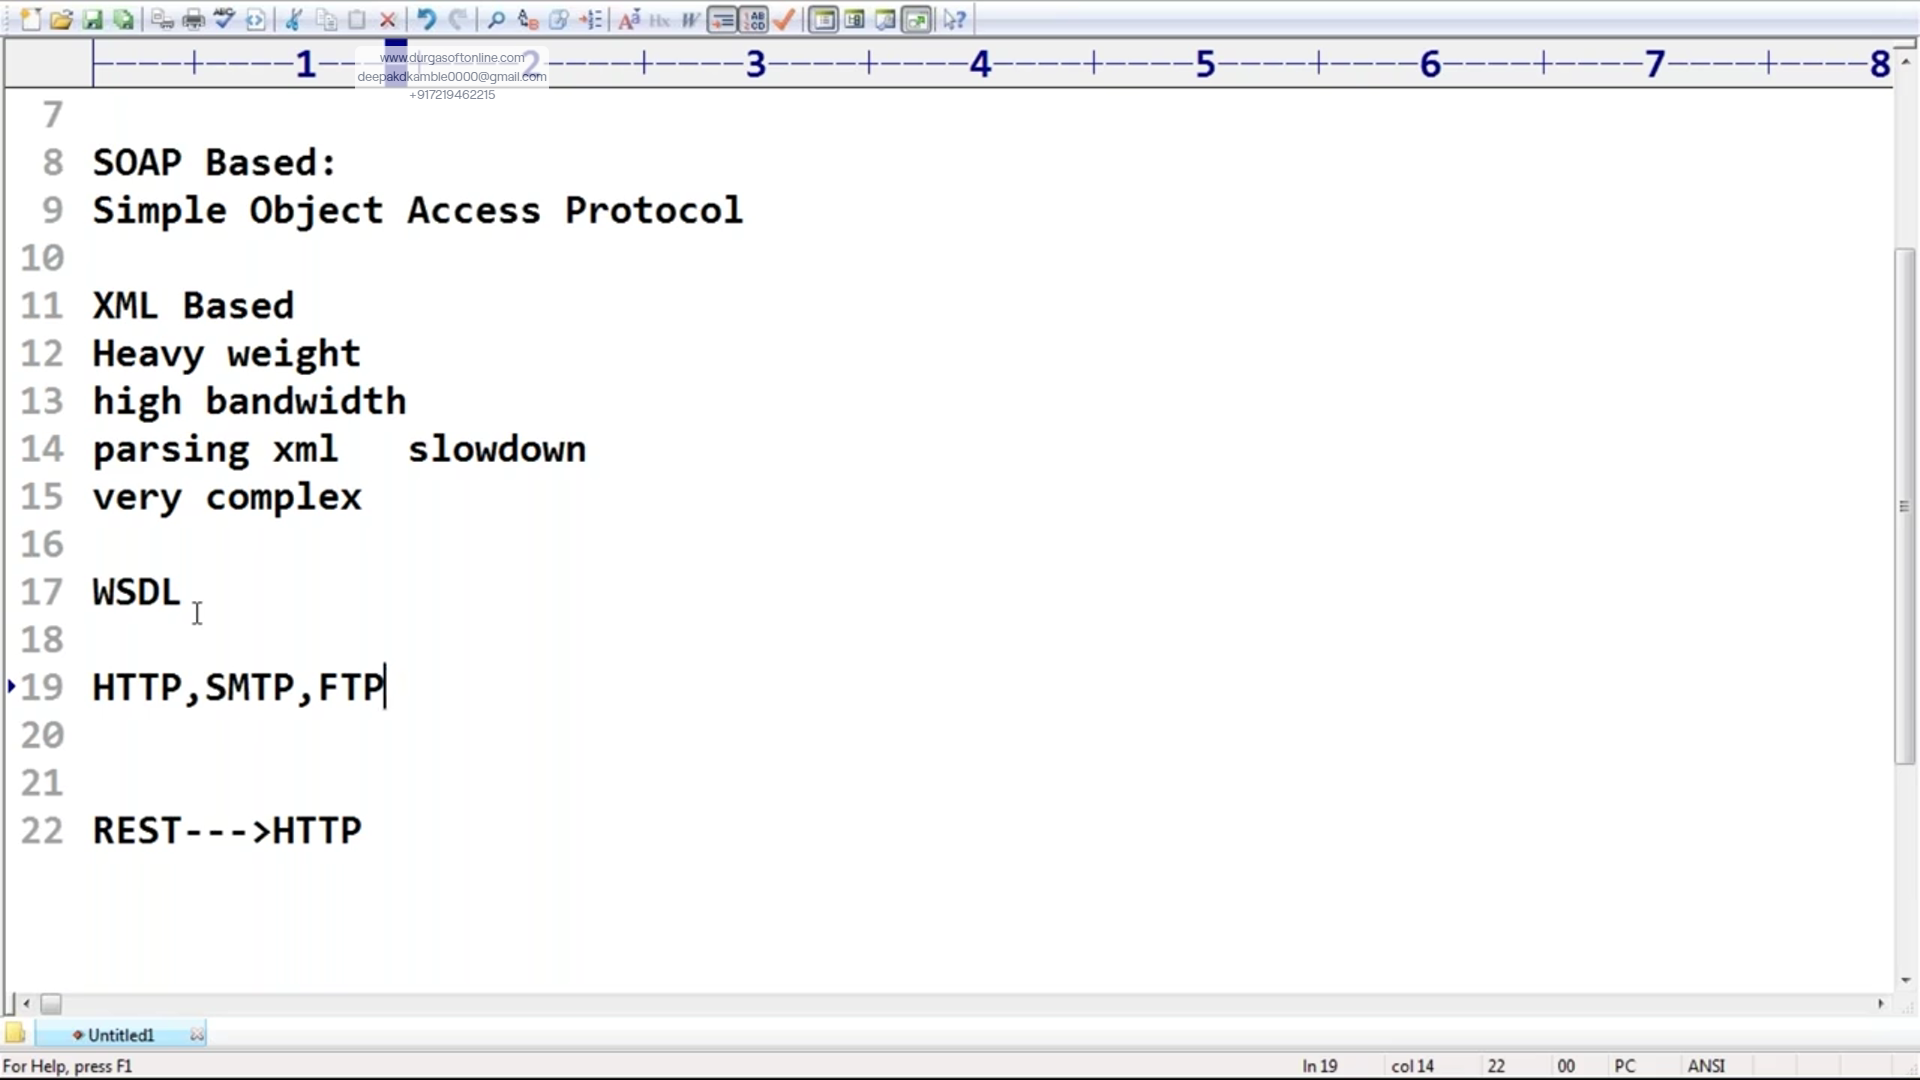 1 2 3 4 5 6 7 8
www.durgasoftonline.com
deepakdkamble0000@gmail.com
+917219462215
7
8 SOAP Based:
9 Simple Object Access Protocol
10
11 XML Based
12 Heavy weight
13 high bandwidth
14 parsing xml   slowdown
15 very complex
16
17 WSDL
18
19 HTTP,SMTP,FTP
20
21
22 REST--->HTTP
Untitled1
For Help, press F1 ln 19 col 14 22 00 PC ANSI